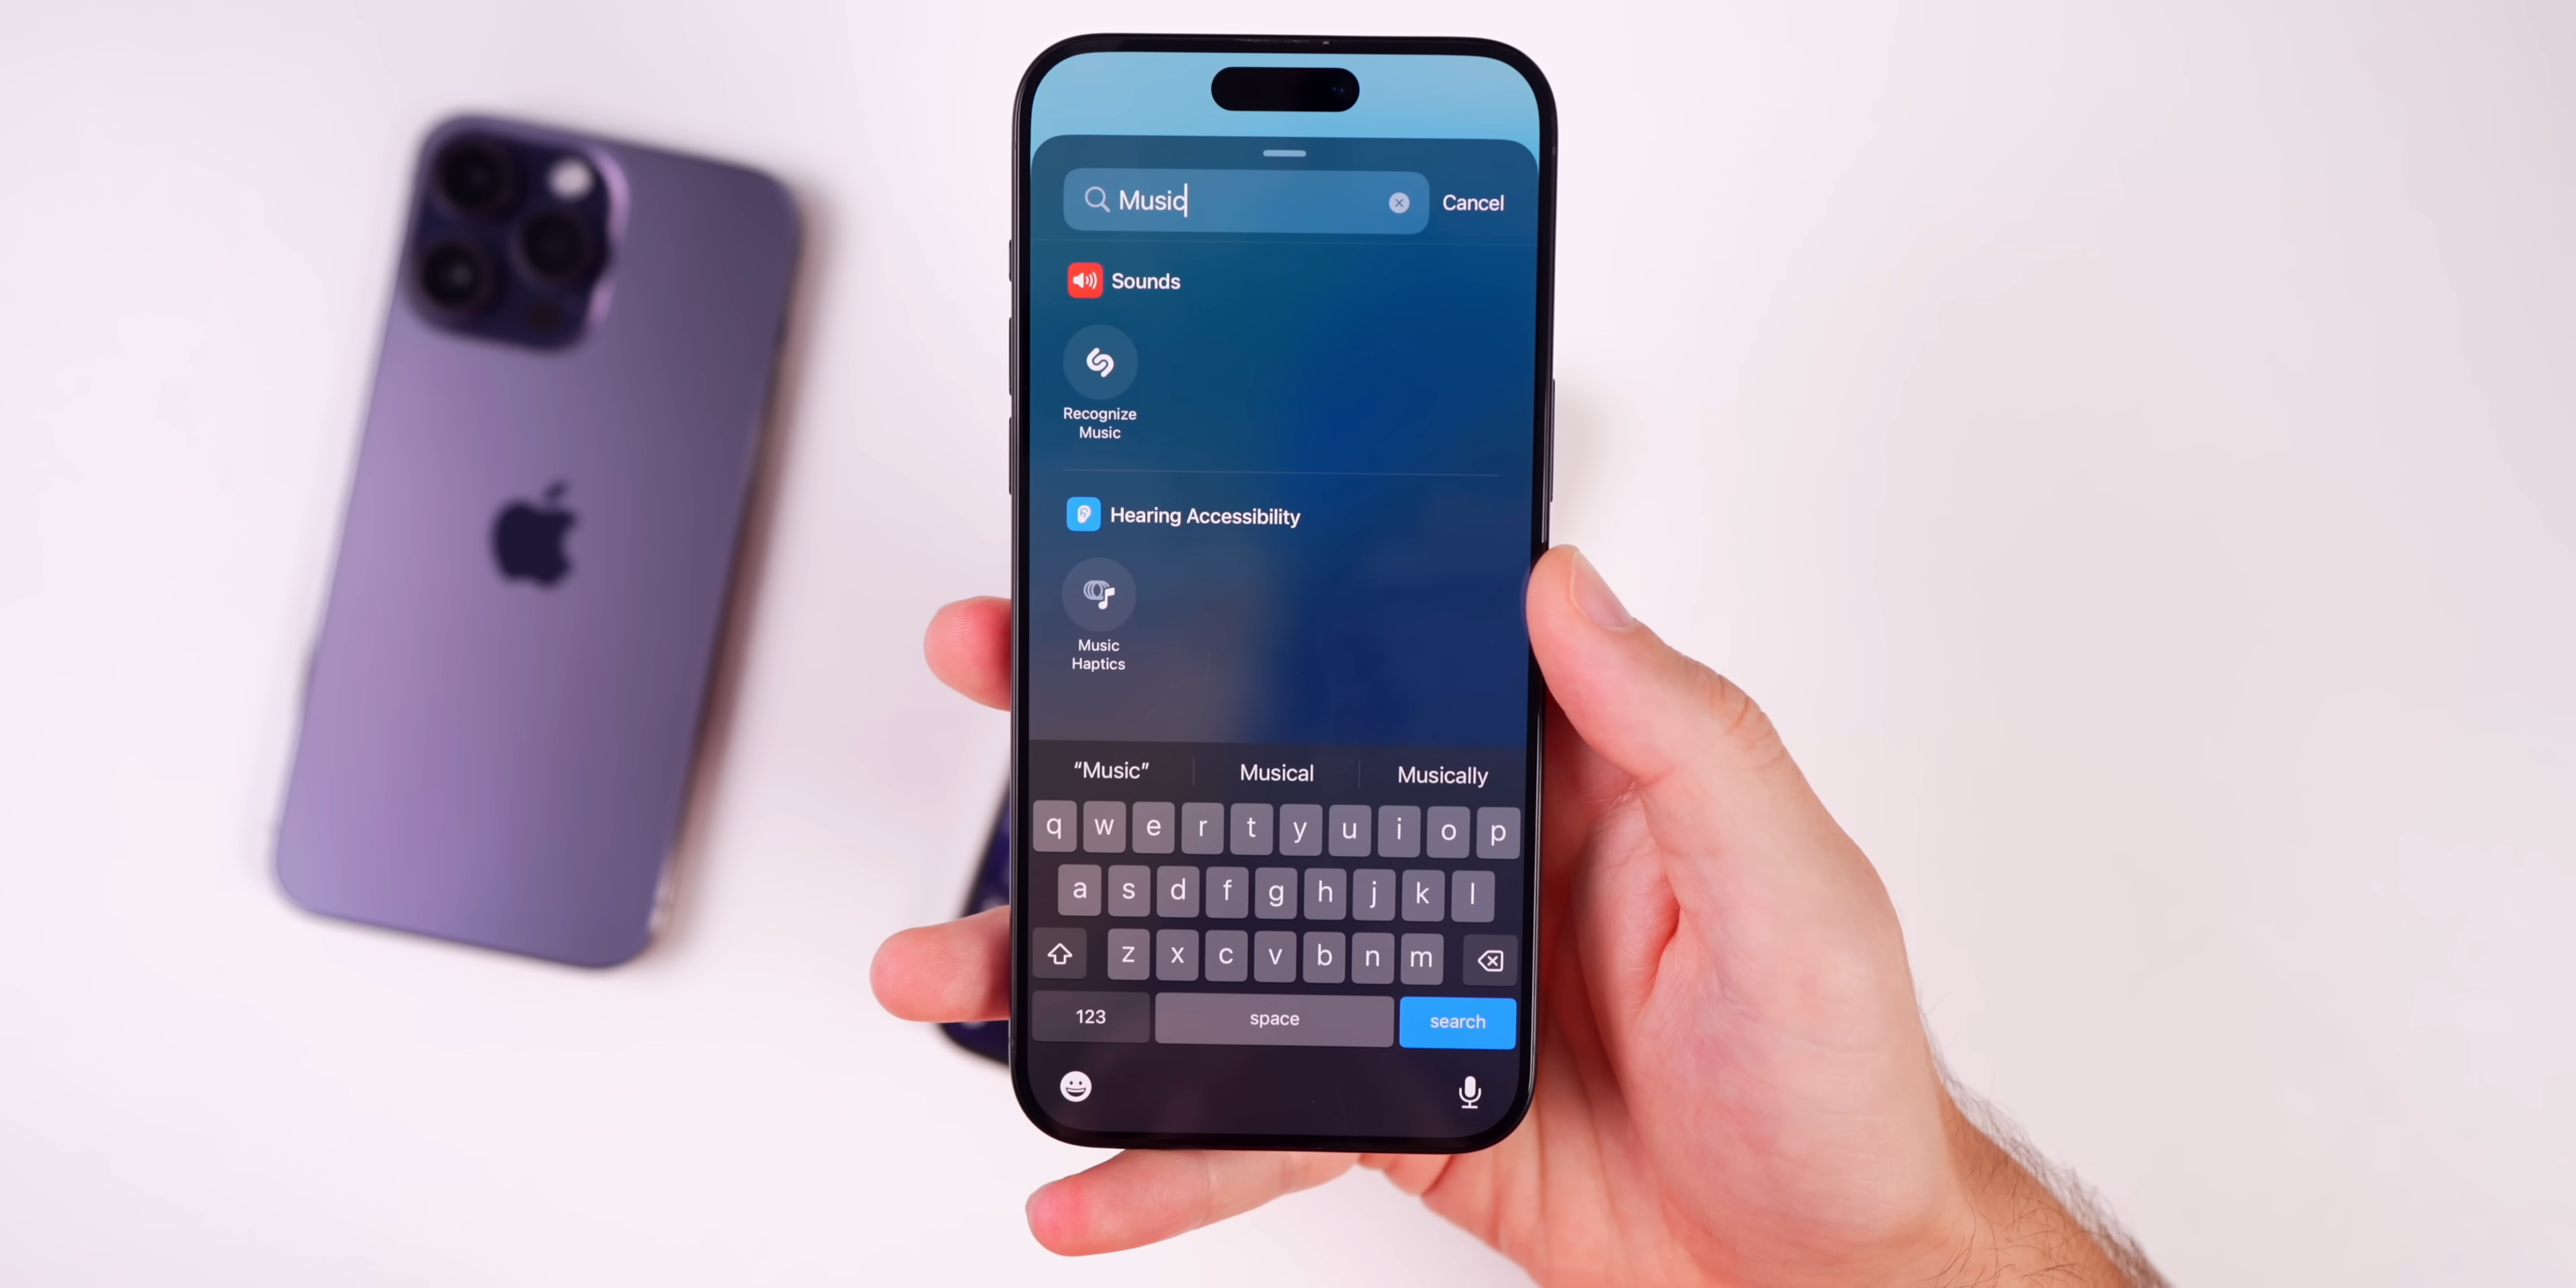 Music
Cancel
Sounds
Recognize
Music
Hearing Accessibility
Music
Haptics
“Music” Musical Musically
q w e r t y u i o p
a s d f g h j k l
z x c v b n m
123 space search